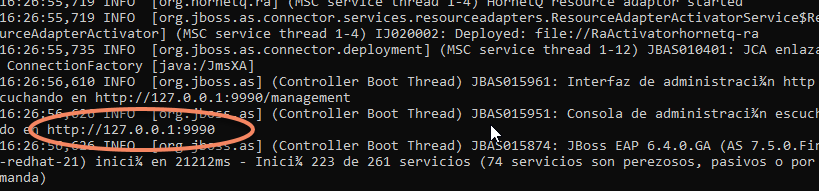 16:26:55,719 INFO  [org.hornetq.ra] (MSC service thread 1-4) HornetQ resource adaptor started
16:26:55,719 INFO  [org.jboss.as.connector.services.resourceadapters.ResourceAdapterActivatorService$Re
urceAdapterActivator] (MSC service thread 1-4) IJ020002: Deployed: file://RaActivatorhornetq-ra
16:26:55,735 INFO  [org.jboss.as.connector.deployment] (MSC service thread 1-12) JBAS010401: JCA enlaza
 ConnectionFactory [java:/JmsXA]
16:26:56,610 INFO  [org.jboss.as] (Controller Boot Thread) JBAS015961: Interfaz de administraci¾n http
cuchando en http://127.0.0.1:9990/management
16:26:56,626 INFO  [org.jboss.as] (Controller Boot Thread) JBAS015951: Consola de administraci¾n escuch
do en http://127.0.0.1:9990
16:26:56,626 INFO  [org.jboss.as] (Controller Boot Thread) JBAS015874: JBoss EAP 6.4.0.GA (AS 7.5.0.Fin
-redhat-21) inici¾ en 21212ms - Inici¾ 223 de 261 servicios (74 servicios son perezosos, pasivos o por
manda)